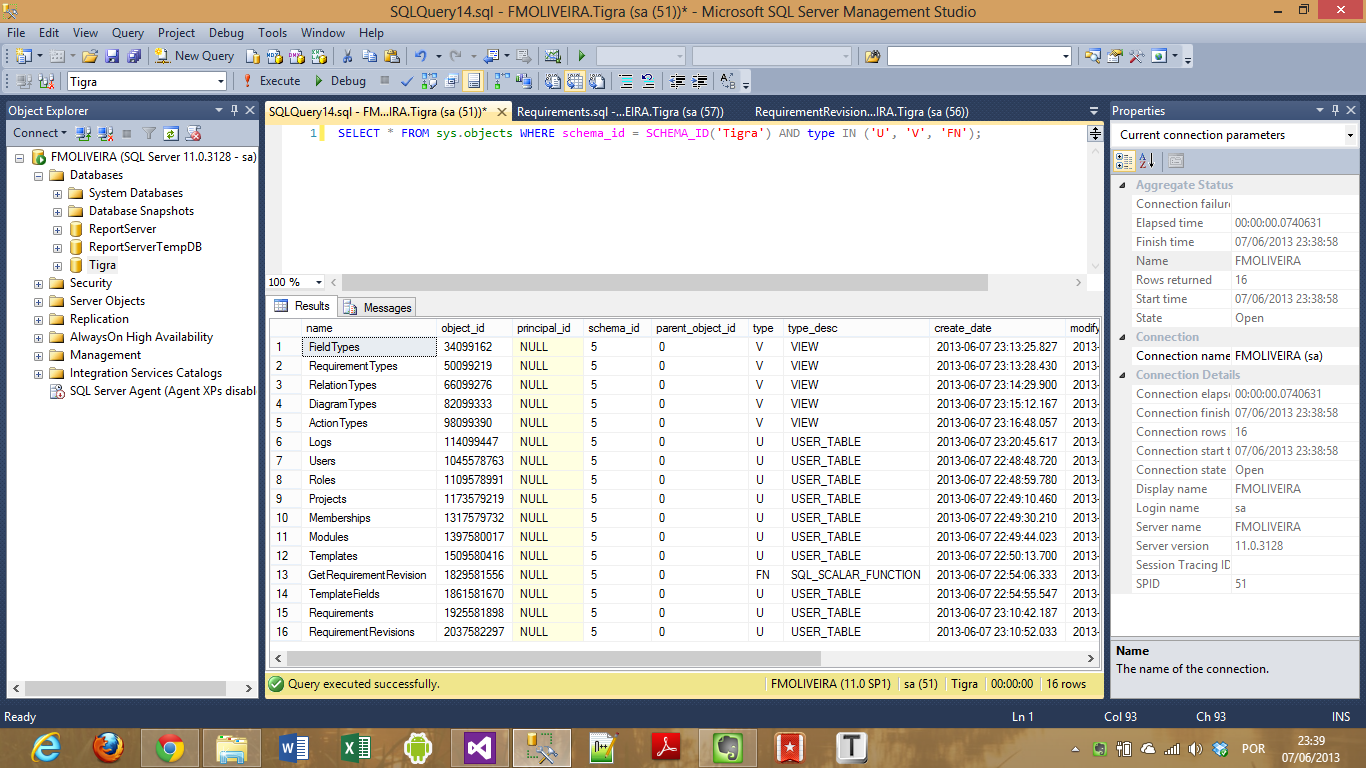 SQLQuery14.sql - FMOLIVEIRA.Tigra (sa (51))* - Microsoft SQL Server Management Studio
File Edit View Query Project Debug Tools Window Help
New Query
Tigra Execute Debug
Object Explorer
Connect
FMOLIVEIRA (SQL Server 11.0.3128 - sa)
Databases
System Databases
Database Snapshots
ReportServer
ReportServerTempDB
Tigra
Security
Server Objects
Replication
AlwaysOn High Availability
Management
Integration Services Catalogs
SQL Server Agent (Agent XPs disabl
SQLQuery14.sql - FM...IRA.Tigra (sa (51))* Requirements.sql -...EIRA.Tigra (sa (57)) RequirementRevision...IRA.Tigra (sa (56))
1 SELECT * FROM sys.objects WHERE schema_id = SCHEMA_ID('Tigra') AND type IN ('U', 'V', 'FN');
100 %
Results Messages
name object_id principal_id schema_id parent_object_id type type_desc create_date modify
1 FieldTypes 34099162 NULL 5 0 V VIEW 2013-06-07 23:13:25.827 2013-
2 RequirementTypes 50099219 NULL 5 0 V VIEW 2013-06-07 23:13:28.430 2013-
3 RelationTypes 66099276 NULL 5 0 V VIEW 2013-06-07 23:14:29.900 2013-
4 DiagramTypes 82099333 NULL 5 0 V VIEW 2013-06-07 23:15:12.167 2013-
5 ActionTypes 98099390 NULL 5 0 V VIEW 2013-06-07 23:16:48.057 2013-
6 Logs 114099447 NULL 5 0 U USER_TABLE 2013-06-07 23:20:45.617 2013-
7 Users 1045578763 NULL 5 0 U USER_TABLE 2013-06-07 22:48:48.720 2013-
8 Roles 1109578991 NULL 5 0 U USER_TABLE 2013-06-07 22:48:59.780 2013-
9 Projects 1173579219 NULL 5 0 U USER_TABLE 2013-06-07 22:49:10.460 2013-
10 Memberships 1317579732 NULL 5 0 U USER_TABLE 2013-06-07 22:49:30.210 2013-
11 Modules 1397580017 NULL 5 0 U USER_TABLE 2013-06-07 22:49:44.023 2013-
12 Templates 1509580416 NULL 5 0 U USER_TABLE 2013-06-07 22:50:13.700 2013-
13 GetRequirementRevision 1829581556 NULL 5 0 FN SQL_SCALAR_FUNCTION 2013-06-07 22:54:06.333 2013-
14 TemplateFields 1861581670 NULL 5 0 U USER_TABLE 2013-06-07 22:54:55.547 2013-
15 Requirements 1925581898 NULL 5 0 U USER_TABLE 2013-06-07 23:10:42.187 2013-
16 RequirementRevisions 2037582297 NULL 5 0 U USER_TABLE 2013-06-07 23:10:52.033 2013-
Query executed successfully. FMOLIVEIRA (11.0 SP1) sa (51) Tigra 00:00:00 16 rows
Properties
Current connection parameters
Aggregate Status
Connection failure
Elapsed time 00:00:00.0740631
Finish time 07/06/2013 23:38:58
Name FMOLIVEIRA
Rows returned 16
Start time 07/06/2013 23:38:58
State Open
Connection
Connection name FMOLIVEIRA (sa)
Connection Details
Connection elaps 00:00:00.0740631
Connection finish 07/06/2013 23:38:58
Connection rows 16
Connection start t 07/06/2013 23:38:58
Connection state Open
Display name FMOLIVEIRA
Login name sa
Server name FMOLIVEIRA
Server version 11.0.3128
Session Tracing ID
SPID 51
Name
The name of the connection.
Ready Ln 1 Col 93 Ch 93 INS
POR 23:39
07/06/2013